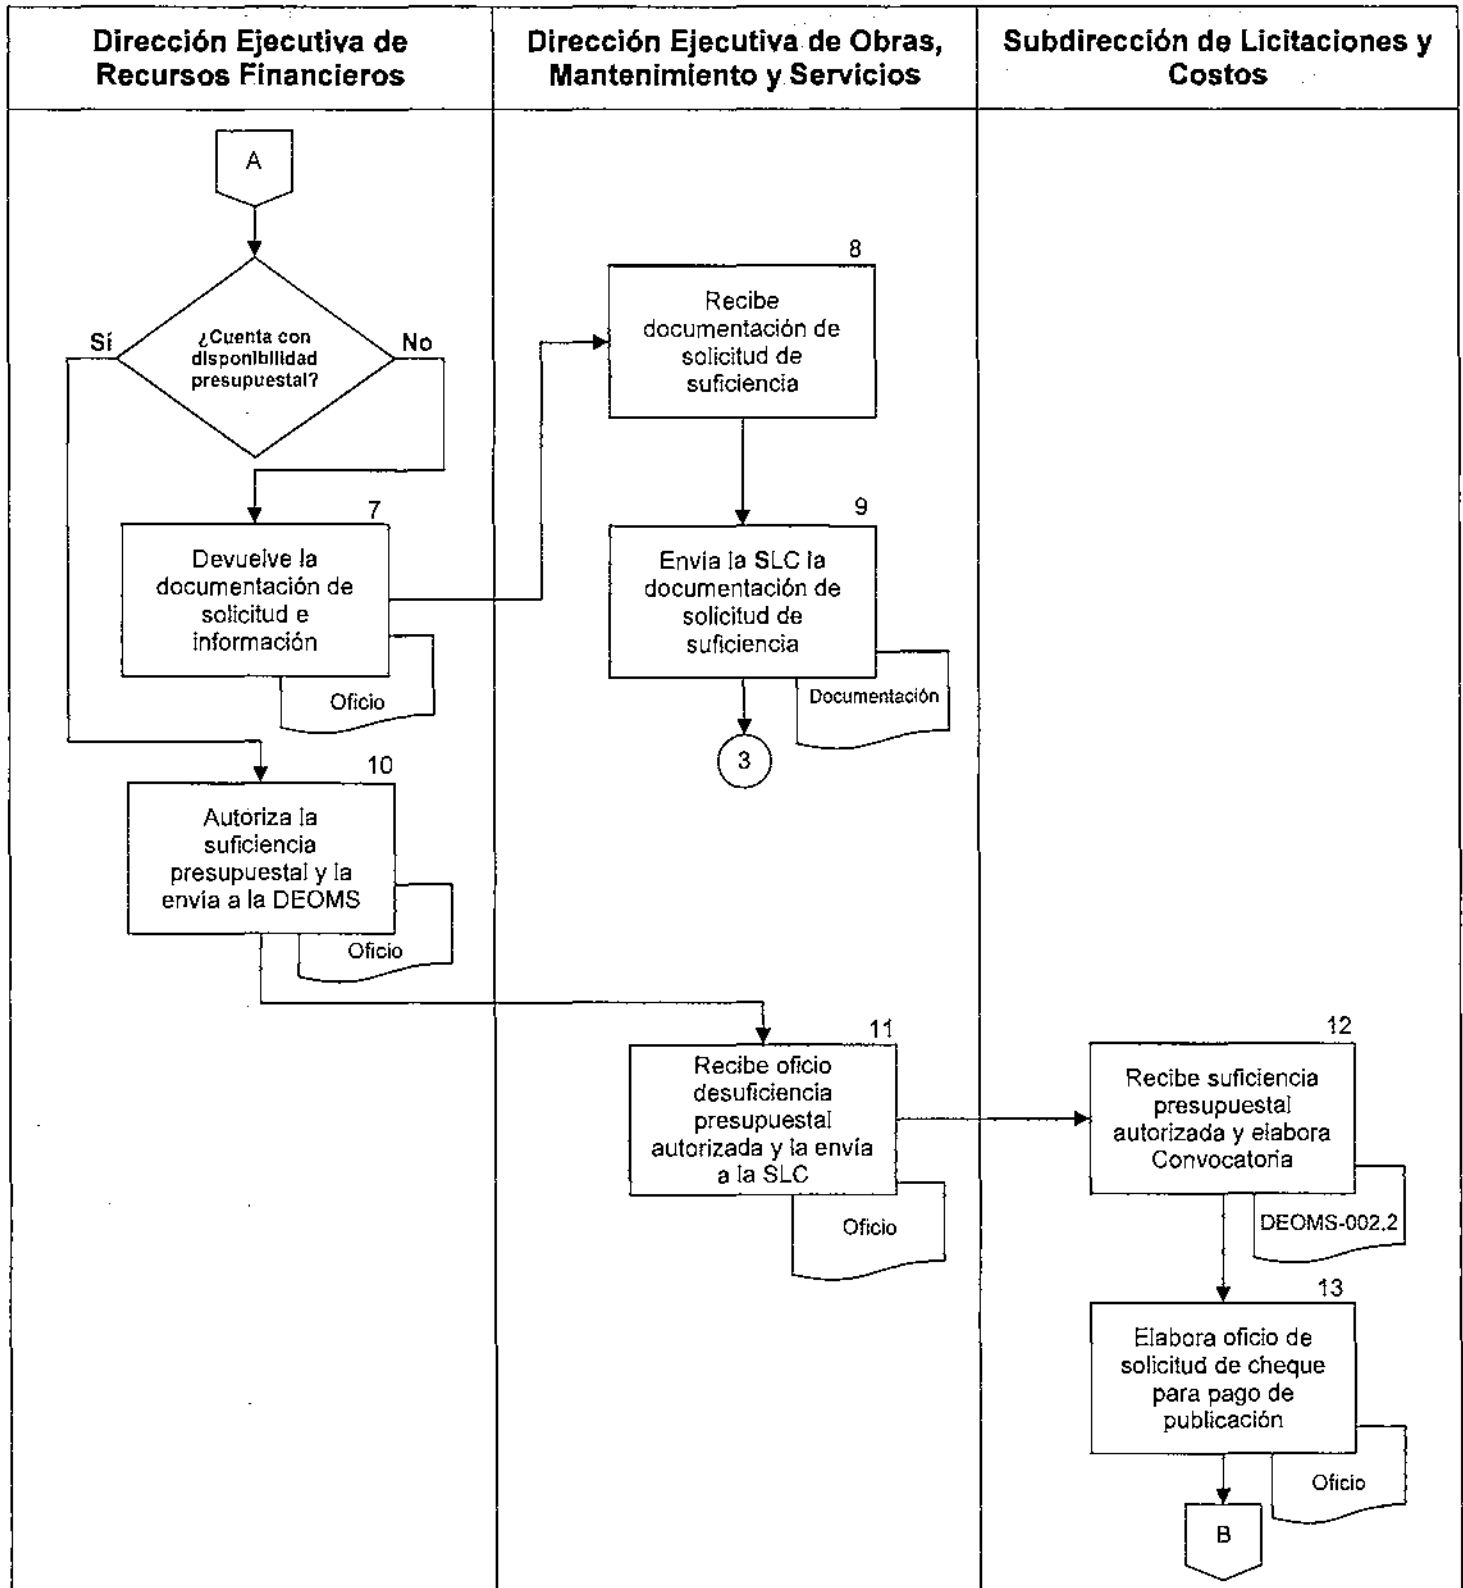 Dirección Ejecutiva de
Recursos Financieros
Dirección Ejecutiva de Obras,
Mantenimiento y Servicios
Subdirección de Licitaciones y
Costos
A
Sí
¿Cuenta con
disponibilidad
presupuestal?
No
7
Devuelve la
documentación de
solicitud e
información
Oficio
8
Recibe
documentación de
solicitud de
suficiencia
9
Envía la SLC la
documentación de
solicitud de
suficiencia
Documentación
3
10
Autoriza la
suficiencia
presupuestal y la
envía a la DEOMS
Oficio
11
Recibe oficio
desuficiencia
presupuestal
autorizada y la envía
a la SLC
Oficio
12
Recibe suficiencia
presupuestal
autorizada y elabora
Convocatoria
DEOMS-002.2
13
Elabora oficio de
solicitud de cheque
para pago de
publicación
Oficio
B